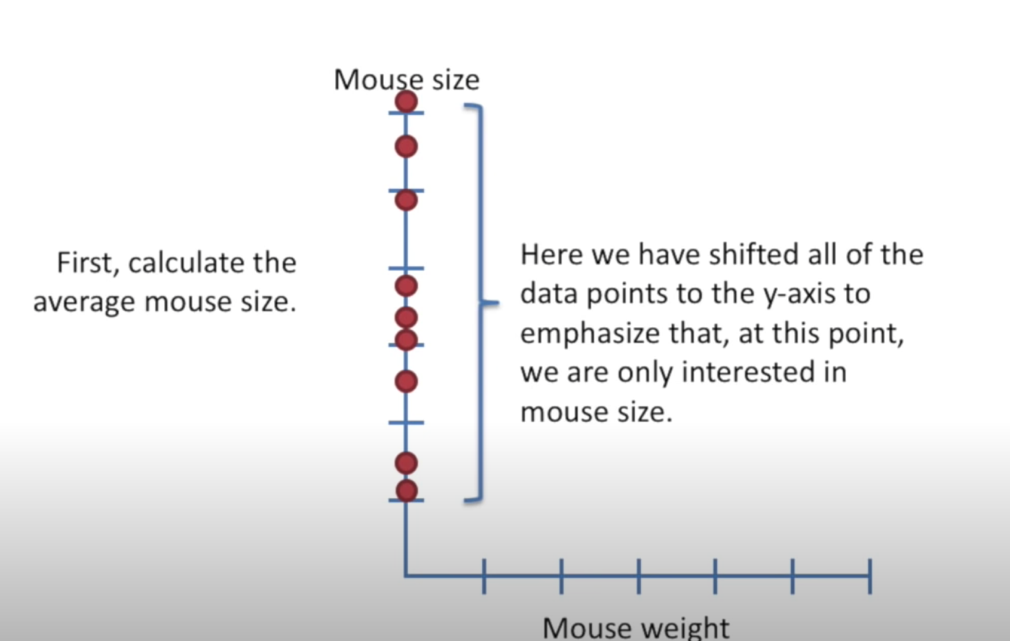 Mouse size
First, calculate the
average mouse size.
Here we have shifted all of the
data points to the y-axis to
emphasize that, at this point,
we are only interested in
mouse size.
Mouse weight